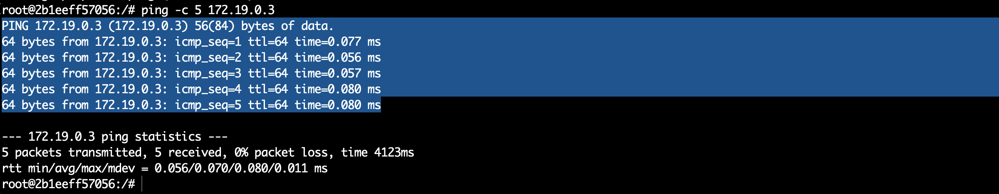 root@2b1eeff57056:/# ping -c 5 172.19.0.3
PING 172.19.0.3 (172.19.0.3) 56(84) bytes of data.
64 bytes from 172.19.0.3: icmp_seq=1 ttl=64 time=0.077 ms
64 bytes from 172.19.0.3: icmp_seq=2 ttl=64 time=0.056 ms
64 bytes from 172.19.0.3: icmp_seq=3 ttl=64 time=0.057 ms
64 bytes from 172.19.0.3: icmp_seq=4 ttl=64 time=0.080 ms
64 bytes from 172.19.0.3: icmp_seq=5 ttl=64 time=0.080 ms
--- 172.19.0.3 ping statistics ---
5 packets transmitted, 5 received, 0% packet loss, time 4123ms
rtt min/avg/max/mdev = 0.056/0.070/0.080/0.011 ms
root@2b1eeff57056:/#